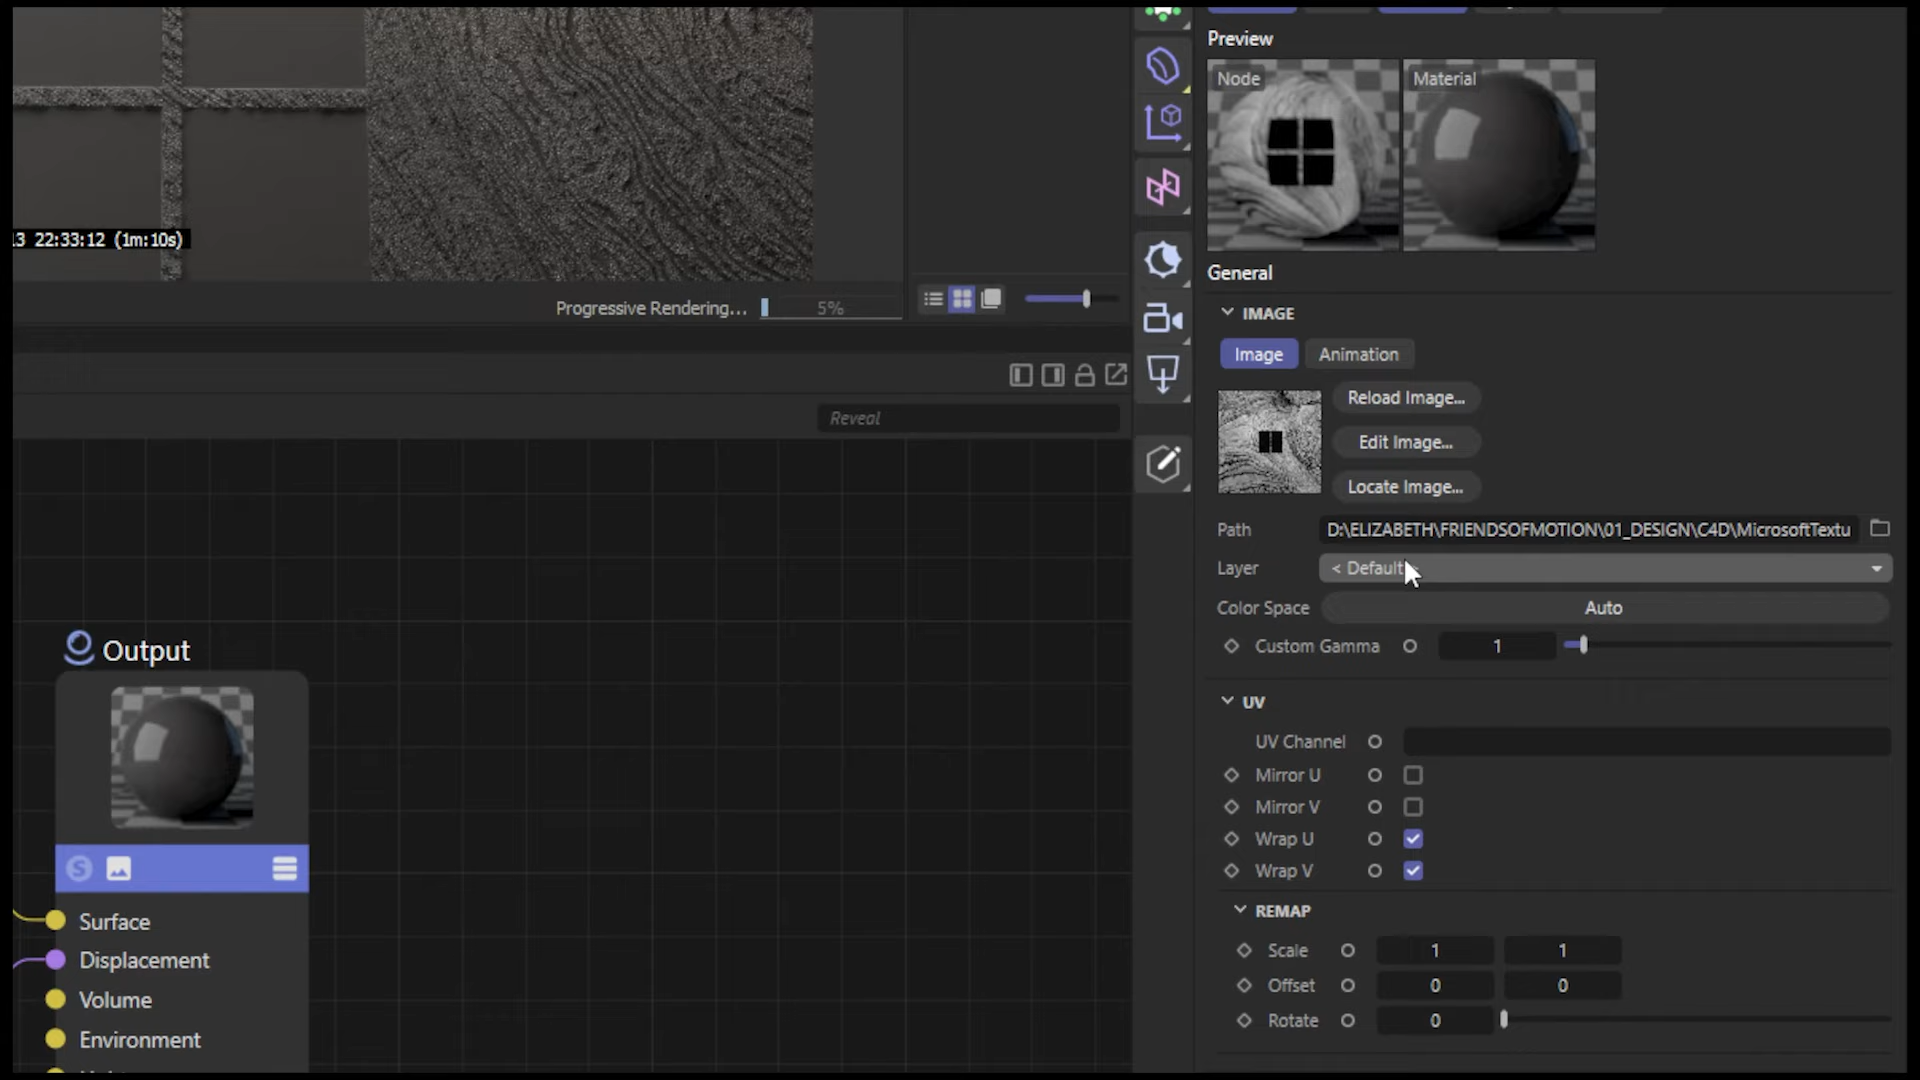 Preview
Node
Material
13 22:33:12 (1m:10s)
General
Progressive Rendering... 5%
IMAGE
Image Animation
Reload Image...
Reveal
Edit Image...
Locate Image...
Path D:\ELIZABETH\FRIENDSOFMOTION\01_DESIGN\C4D\MicrosoftTextu
Layer < Default
Color Space Auto
Custom Gamma 1
Output
UV
UV Channel
Mirror U
Mirror V
Wrap U
Wrap V
S
REMAP
Surface
Scale 1 1
Displacement
Offset 0 0
Volume
Rotate 0
Environment